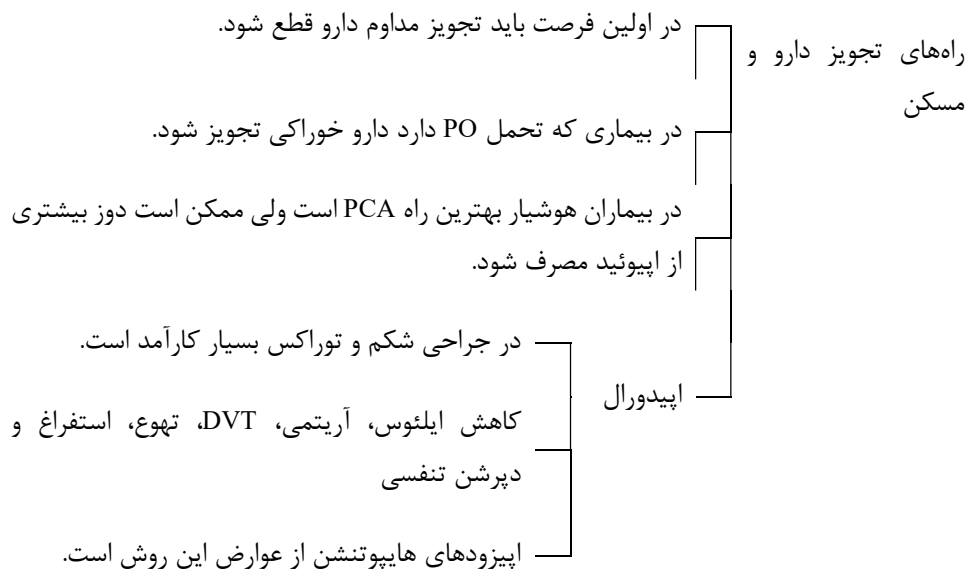 راه‌های تجویز دارو و
مسکن
در اولین فرصت باید تجویز مداوم دارو قطع شود.
در بیماری که تحمل PO دارد دارو خوراکی تجویز شود.
در بیماران هوشیار بهترین راه PCA است ولی ممکن است دوز بیشتری
از اپیوئید مصرف شود.
اپیدورال
در جراحی شکم و توراکس بسیار کارآمد است.
کاهش ایلئوس، آریتمی، DVT، تهوع، استفراغ و
دپرشن تنفسی
اپیزودهای هایپوتنشن از عوارض این روش است.